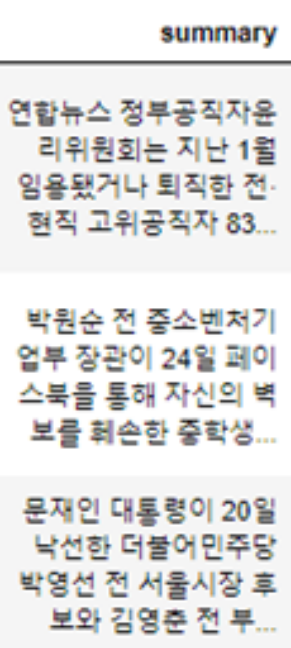 summary
연합뉴스 정부공직자윤
리위원회는 지난 1월
임용됐거나 퇴직한 전·
현직 고위공직자 83...
박원순 전 중소벤처기
업부 장관이 24일 페이
스북을 통해 자신의 벽
보를 훼손한 중학생...
문재인 대통령이 20일
낙선한 더불어민주당
박영선 전 서울시장 후
보와 김영춘 전 부...